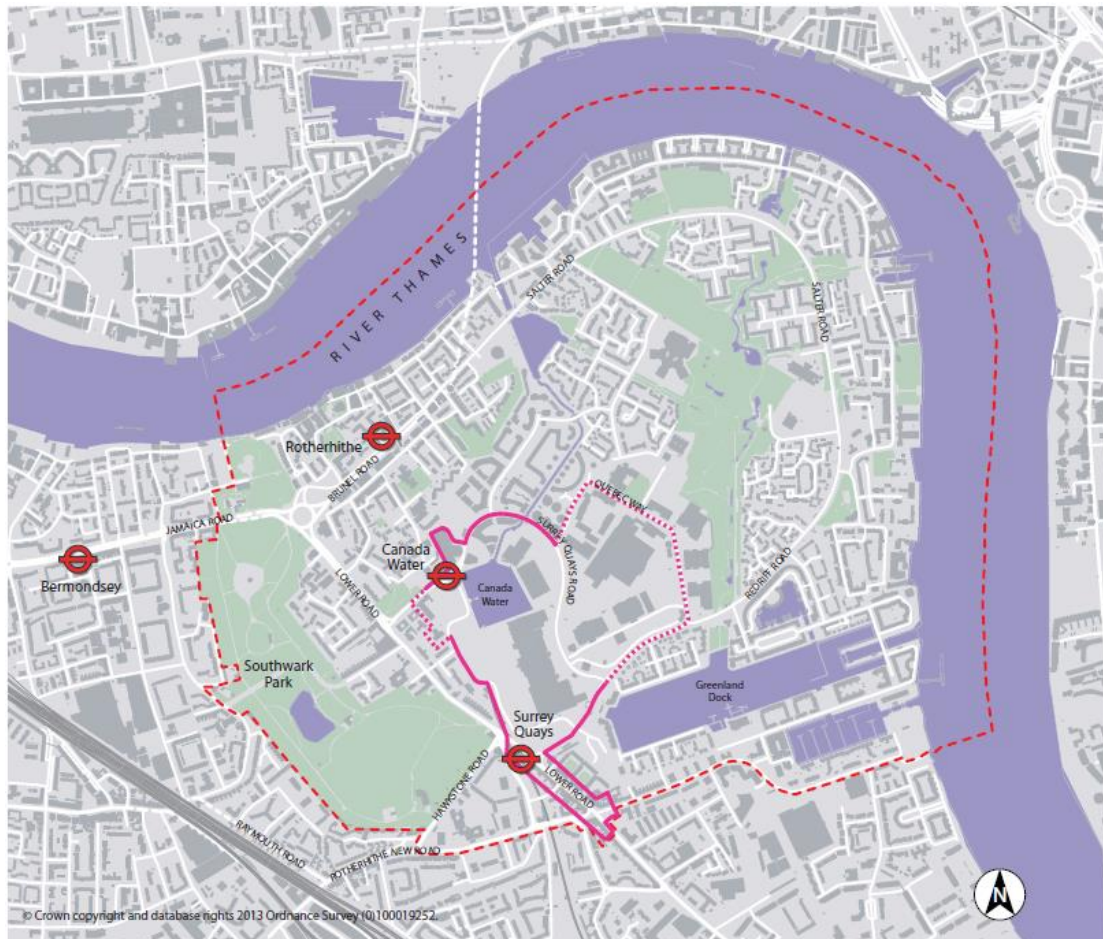 RIVER THAMES
SALTER ROAD
SALTER ROAD
Rotherhithe
BRUNEL ROAD
JAMAICA ROAD
QUEBEC WAY
SURREY QUAYS ROAD
Canada
Water
Bermondsey
Canada
Water
LOWER ROAD
REDRIFF ROAD
Southwark
Park
Greenland
Dock
Surrey
Quays
LOWER ROAD
HAWKSTONE ROAD
RAYMOUTH ROAD
ROTHERHITHE NEW ROAD
N
© Crown copyright and database rights 2013 Ordnance Survey (0)100019252.